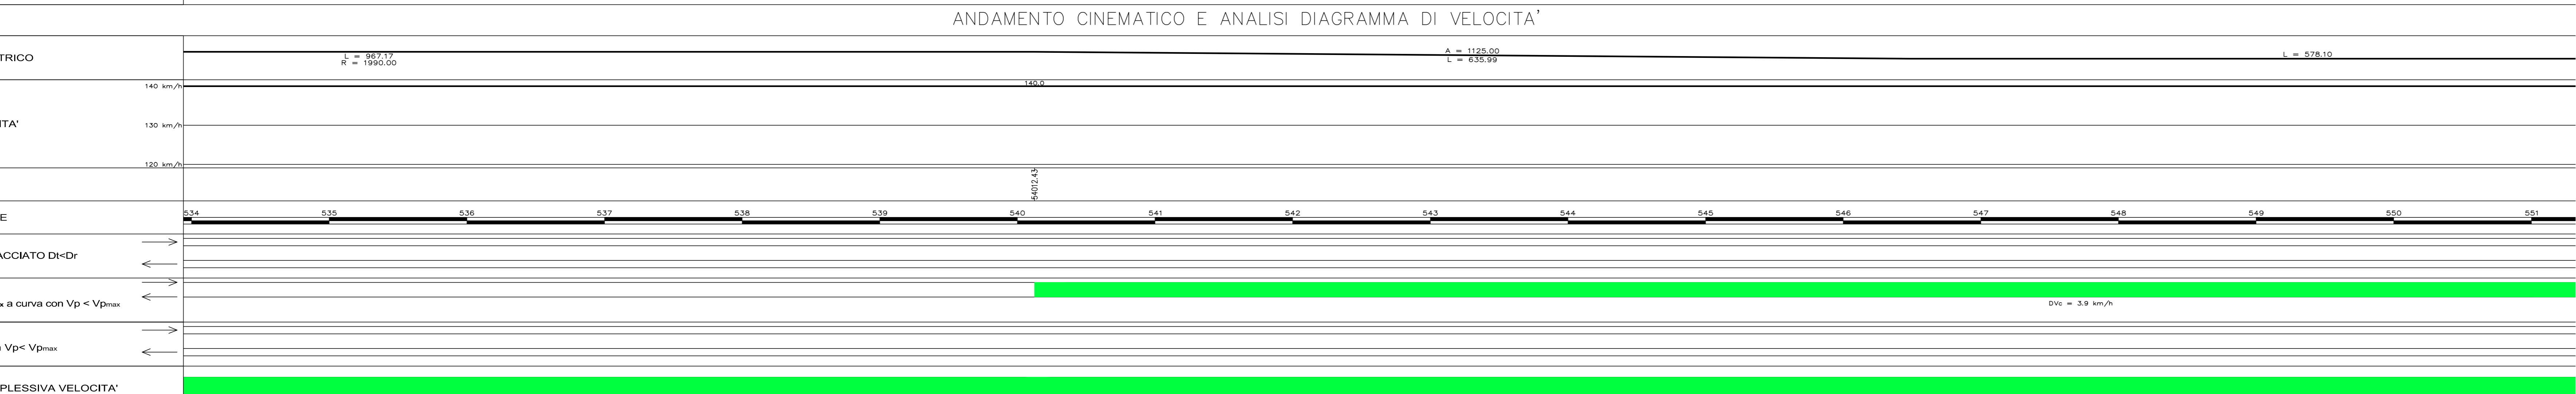 ANDAMENTO CINEMATICO E ANALISI DIAGRAMMA DI VELOCITA'
TRICO
L = 967.17
R = 1990.00
A = 1125.00
L = 635.99
L = 578.10
140 km/h
140.0
TA'
130 km/h
120 km/h
54012.43
E
534 535 536 537 538 539 540 541 542 543 544 545 546 547 548 549 550 551
ACCIATO Dt<Dr
x a curva con Vp < Vpmax
DVc = 3.9 km/h
Vp< Vpmax
PLESSIVA VELOCITA'